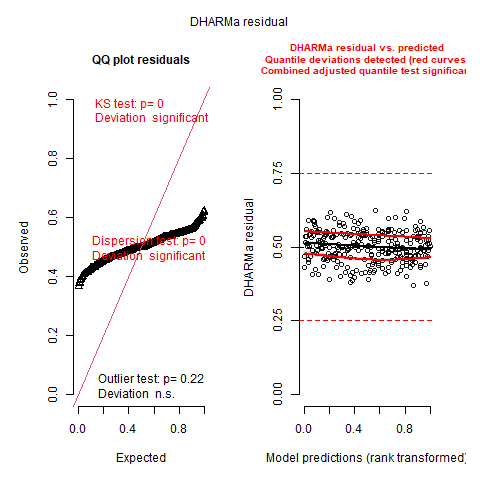 DHARMa residual
QQ plot residuals
KS test: p= 0
Deviation significant
Dispersion test: p= 0
Deviation significant
Outlier test: p= 0.22
Deviation n.s.
Observed
0.0 0.2 0.4 0.6 0.8 1.0
0.0 0.4 0.8
Expected
DHARMa residual vs. predicted
Quantile deviations detected (red curves
Combined adjusted quantile test significan
DHARMa residual
0.00 0.25 0.50 0.75 1.00
0.0 0.4 0.8
Model predictions (rank transformed)